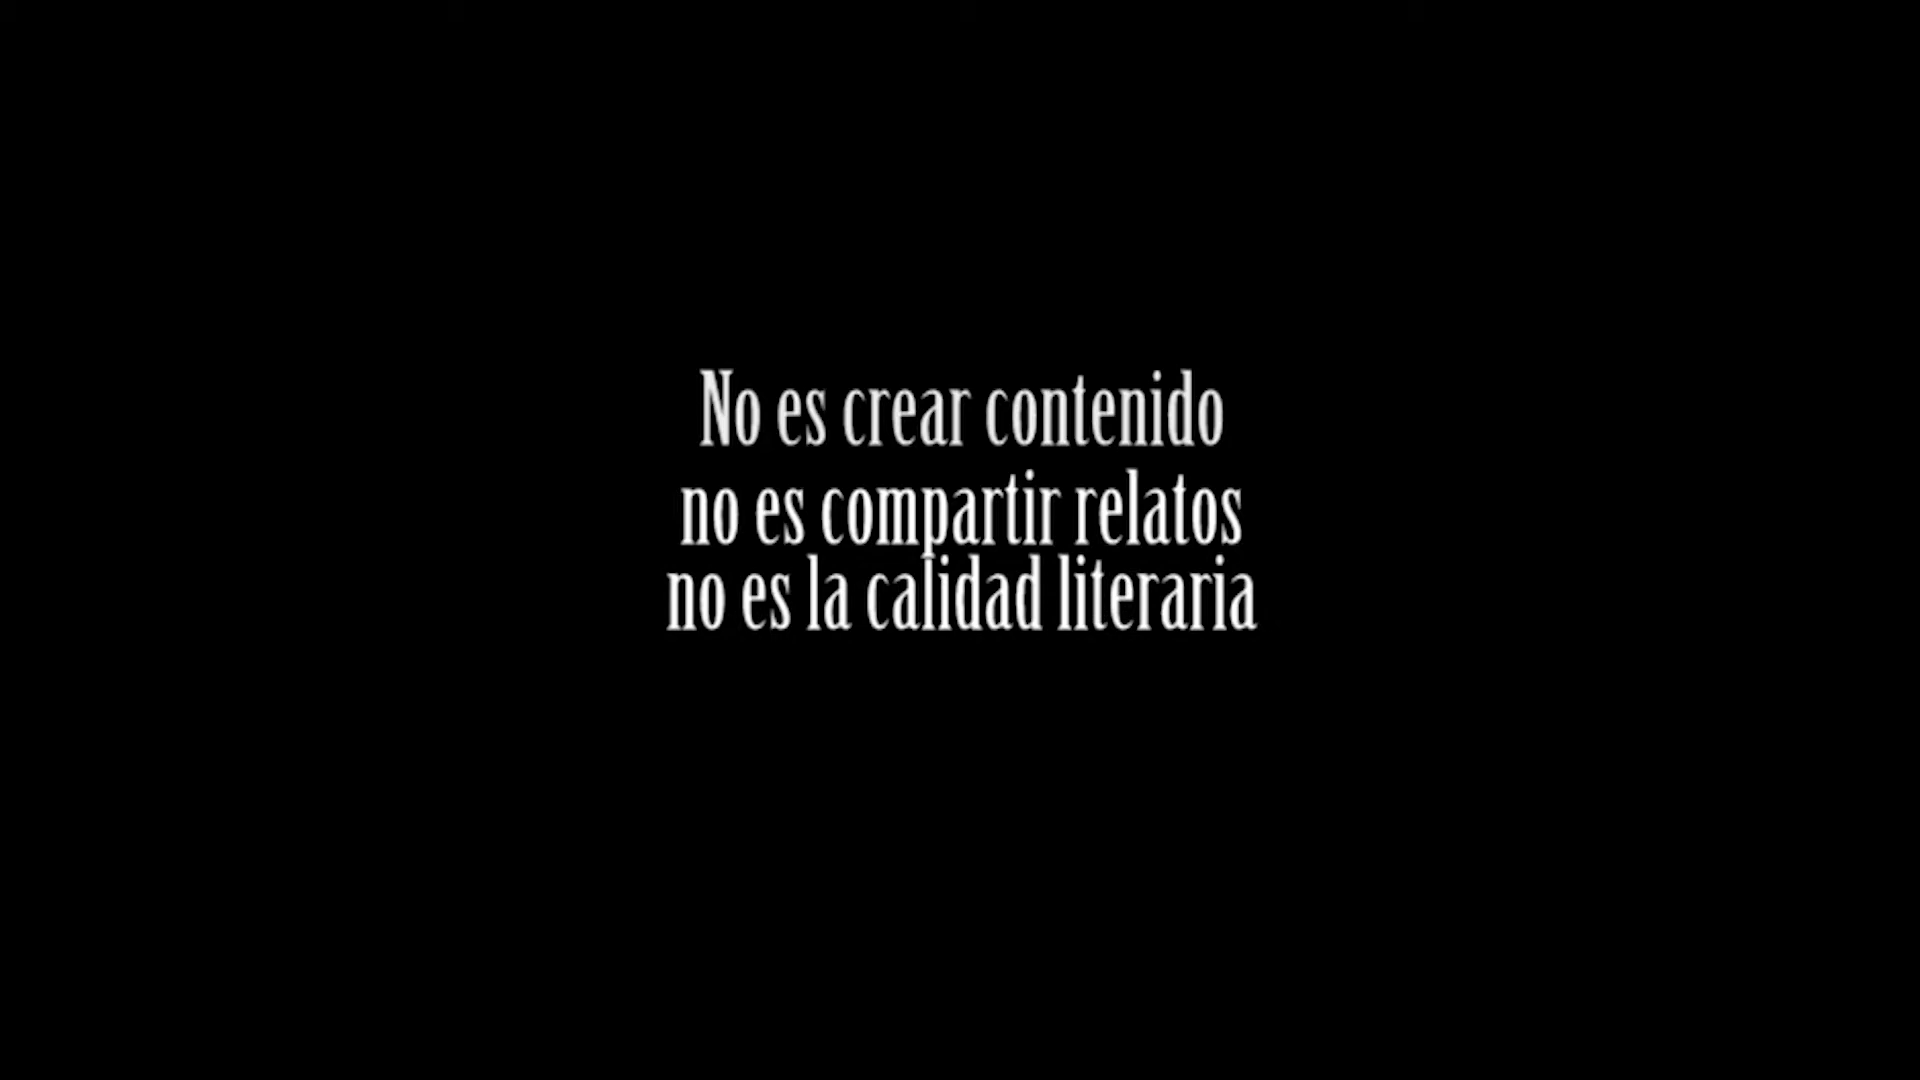 No es crear contenido
no es compartir relatos
no es la calidad literaria